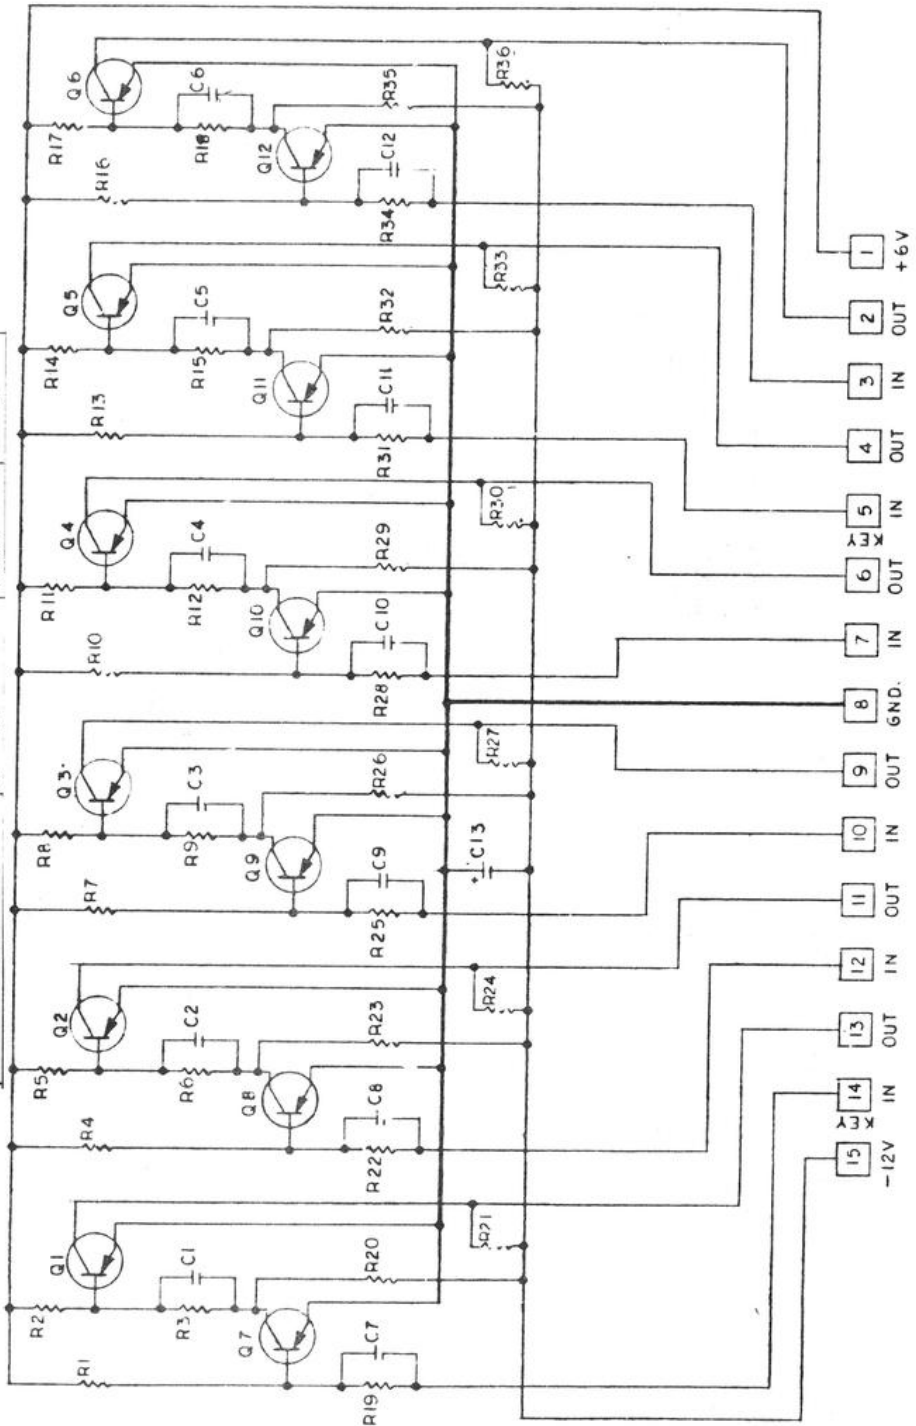 Q6
C6
R36
R35
R17
R18
Q12
C12
R16
R34
Q5
C5
R33
R32
R14
R15
Q11
C11
R13
R31
Q4
C4
R30
R29
R11
R12
Q10
C10
R10
R28
Q3
C3
R27
R26
R8
R9
Q9
C9
C13
+
R7
R25
Q2
C2
R24
R23
R5
R6
Q8
C8
R4
R22
Q1
C1
R21
R20
R2
R3
Q7
C7
R1
R19
1 +6V
2 OUT
3 IN
4 OUT
5 IN
KEY
6 OUT
7 IN
8 GND.
9 OUT
10 IN
11 OUT
12 IN
13 OUT
14 IN
KEY
15 -12V